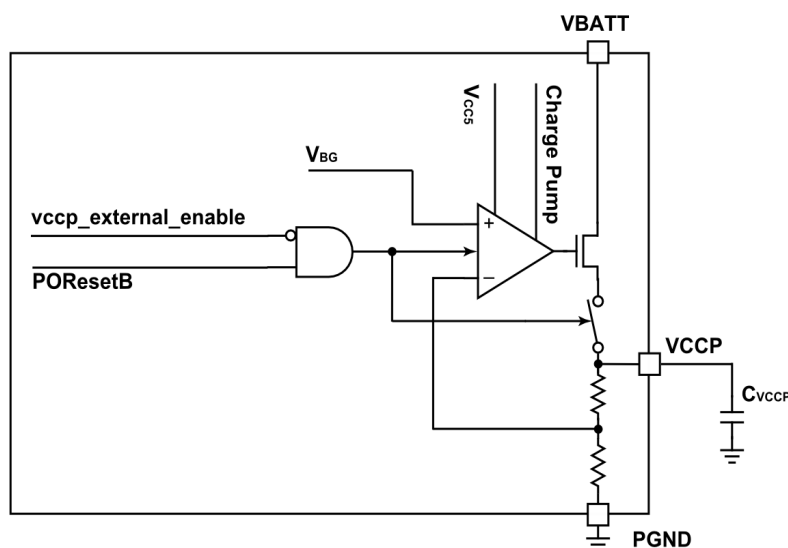 VBATT
VCC5
Charge Pump
VBG
vccp_external_enable
POResetB
+
−
VCCP
CVCCP
PGND